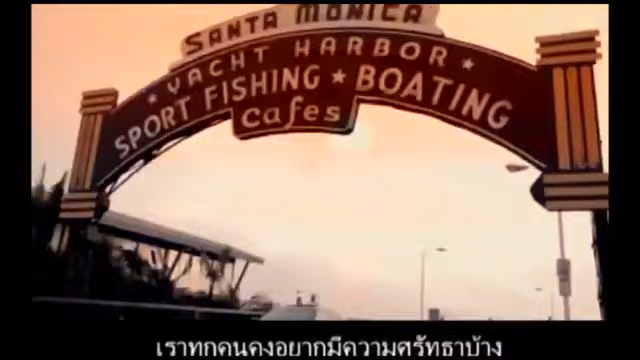 SANTA MONICA
★ YACHT HARBOR ★
SPORT FISHING ★ BOATING
cafes
เราทุกคนคงอยากมีความศรัทธาบ้าง